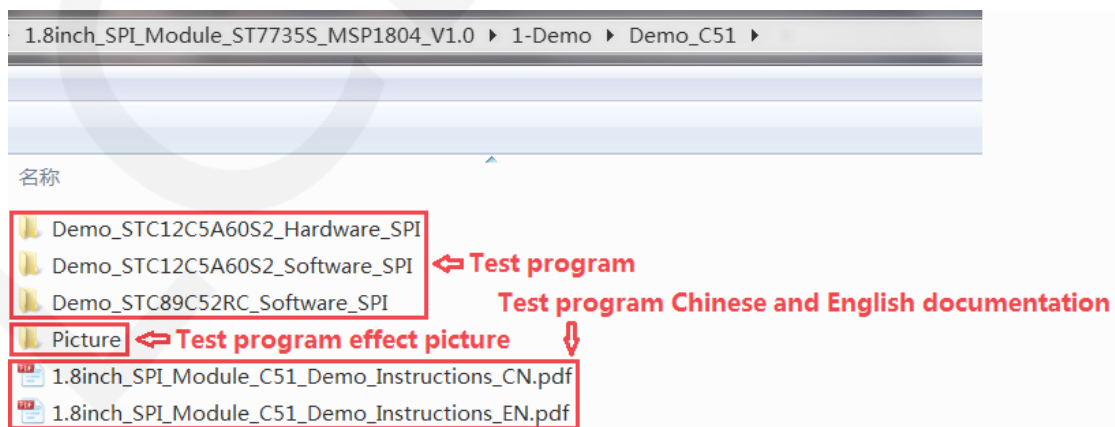 1.8inch_SPI_Module_ST7735S_MSP1804_V1.0 ▸ 1-Demo ▸ Demo_C51 ▸
名称
Demo_STC12C5A60S2_Hardware_SPI
Demo_STC12C5A60S2_Software_SPI
Test program
Demo_STC89C52RC_Software_SPI
Test program Chinese and English documentation
Picture
Test program effect picture
1.8inch_SPI_Module_C51_Demo_Instructions_CN.pdf
1.8inch_SPI_Module_C51_Demo_Instructions_EN.pdf